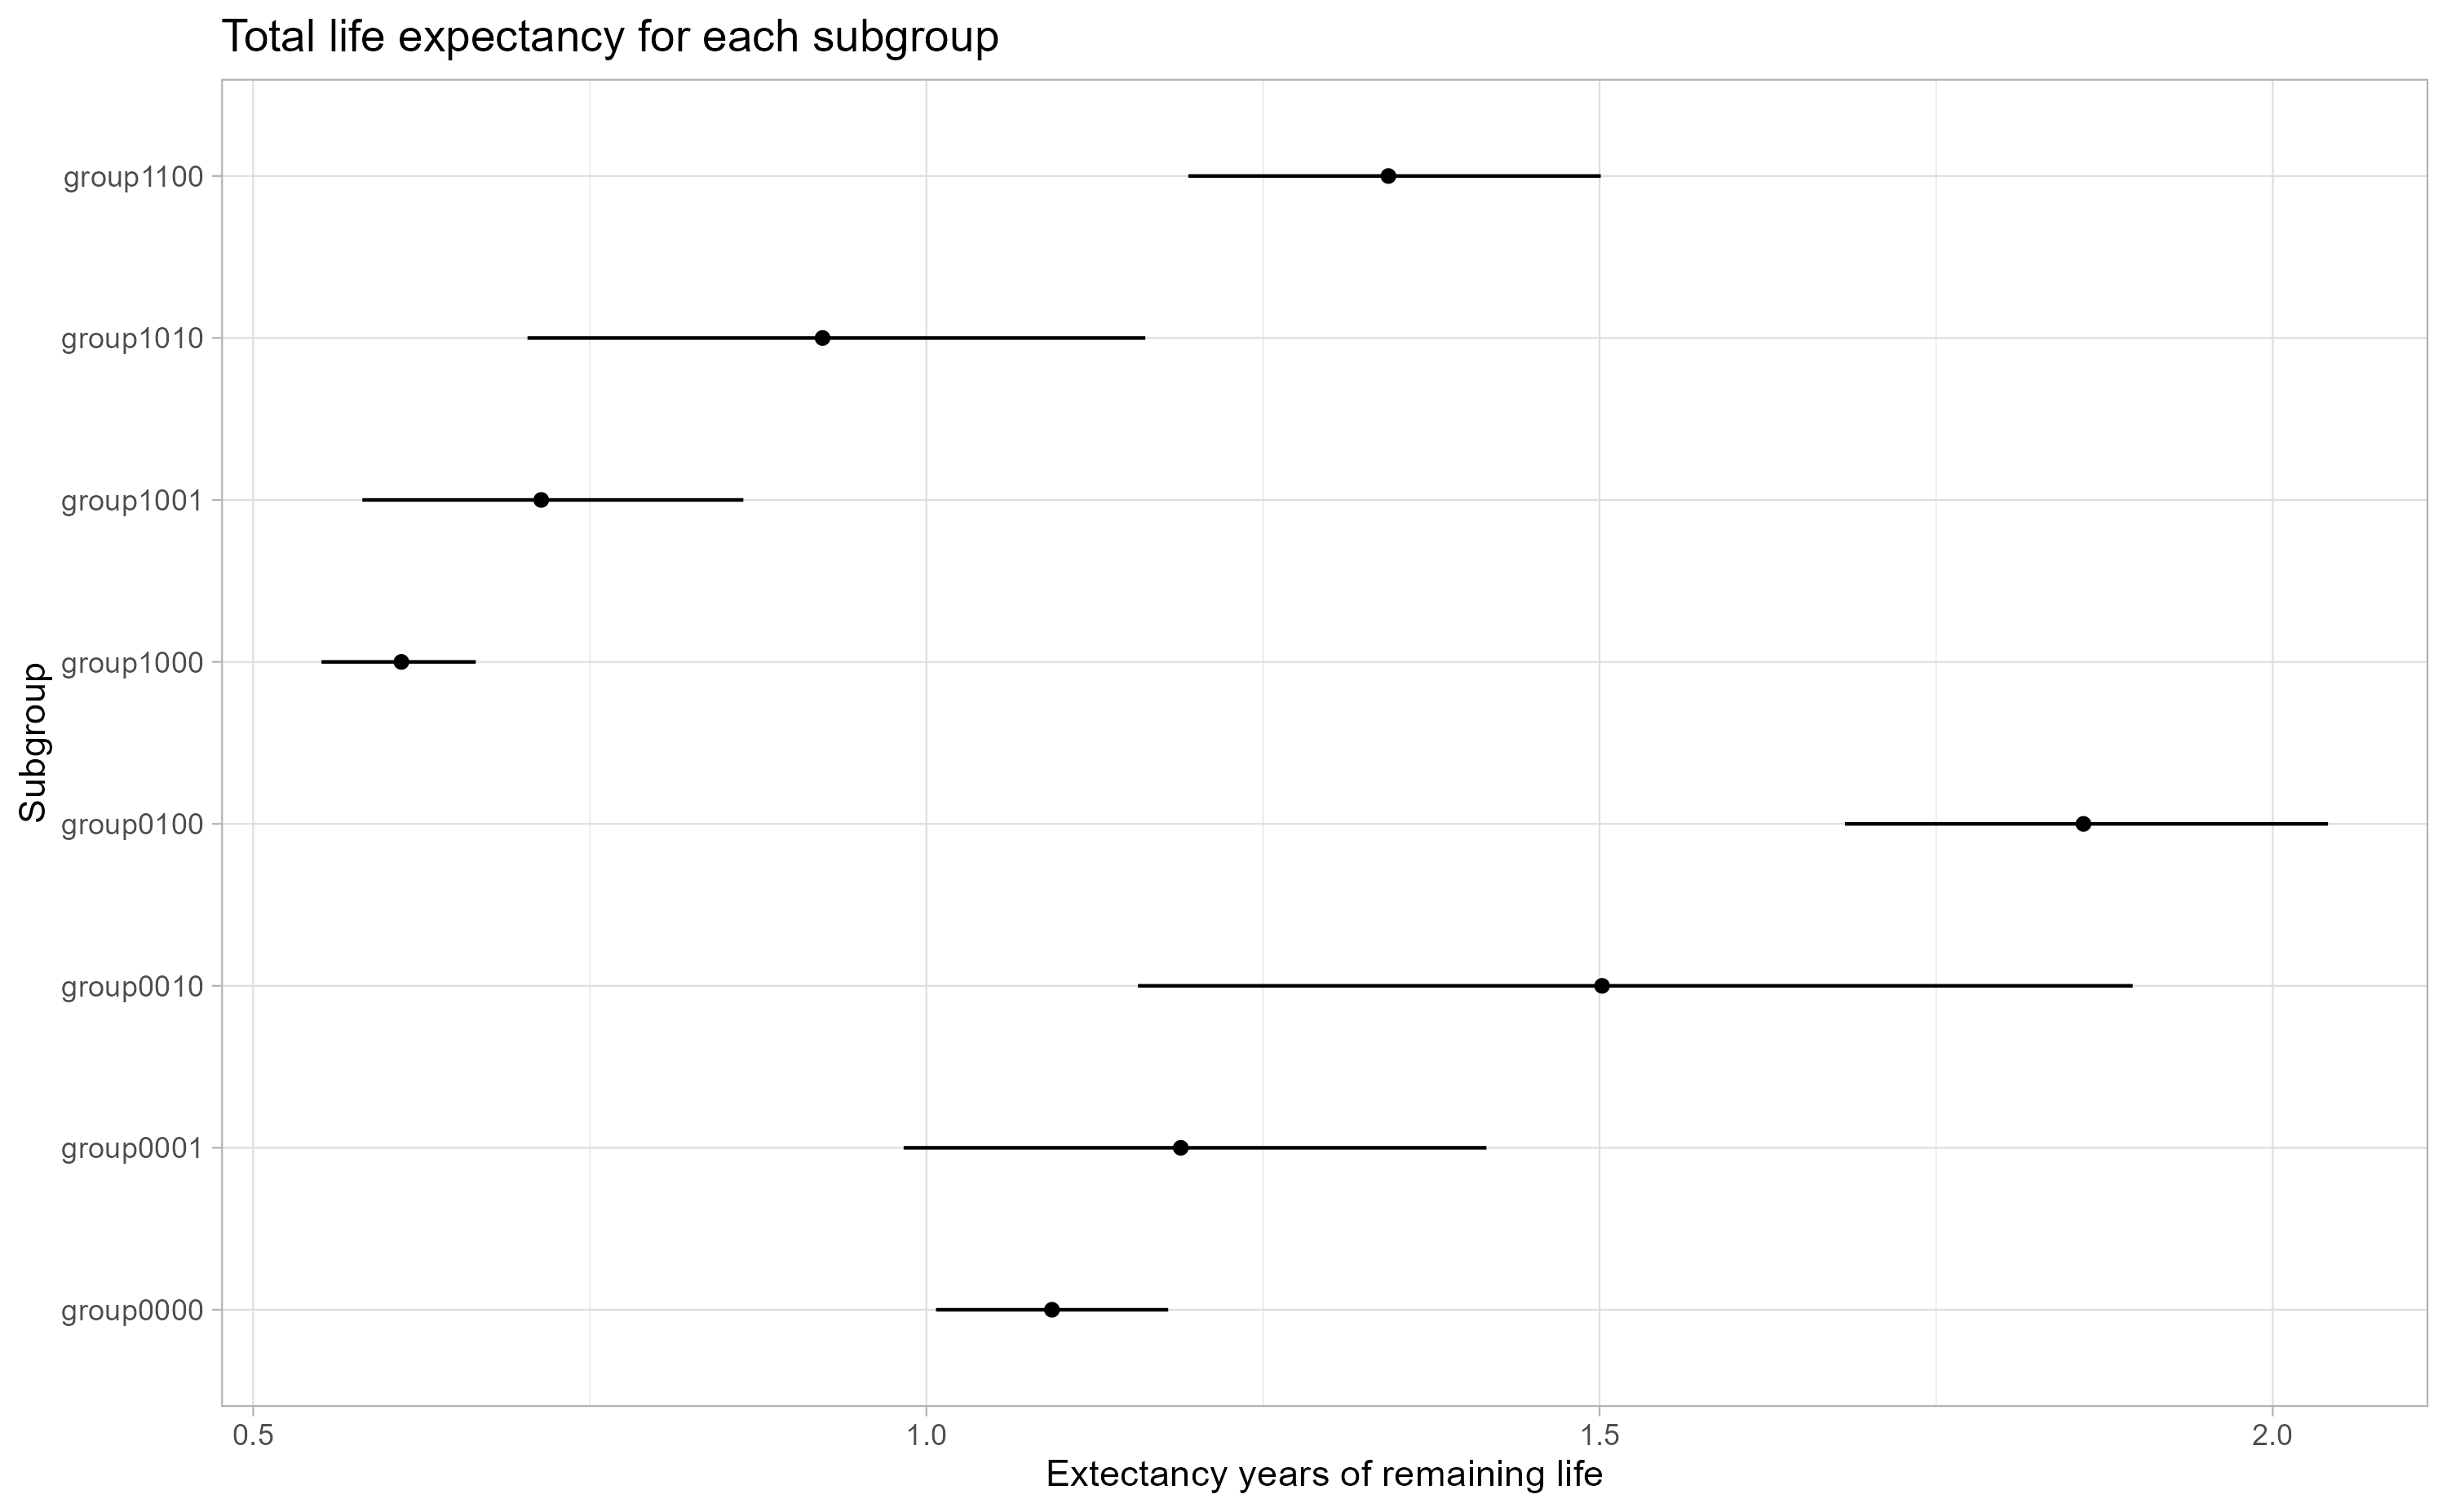 Total life expectancy for each subgroup
Subgroup
group1100
group1010
group1001
group1000
group0100
group0010
group0001
group0000
0.5 1.0 1.5 2.0
Extectancy years of remaining life